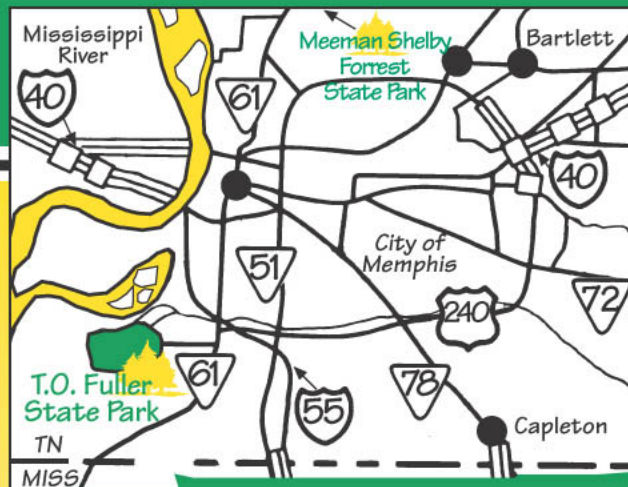 Mississippi
River
Meeman Shelby
Forrest
State Park
Bartlett
40
61
40
City of
Memphis
51
240
72
T.O. Fuller
State Park
61
78
55
Capleton
TN
MISS